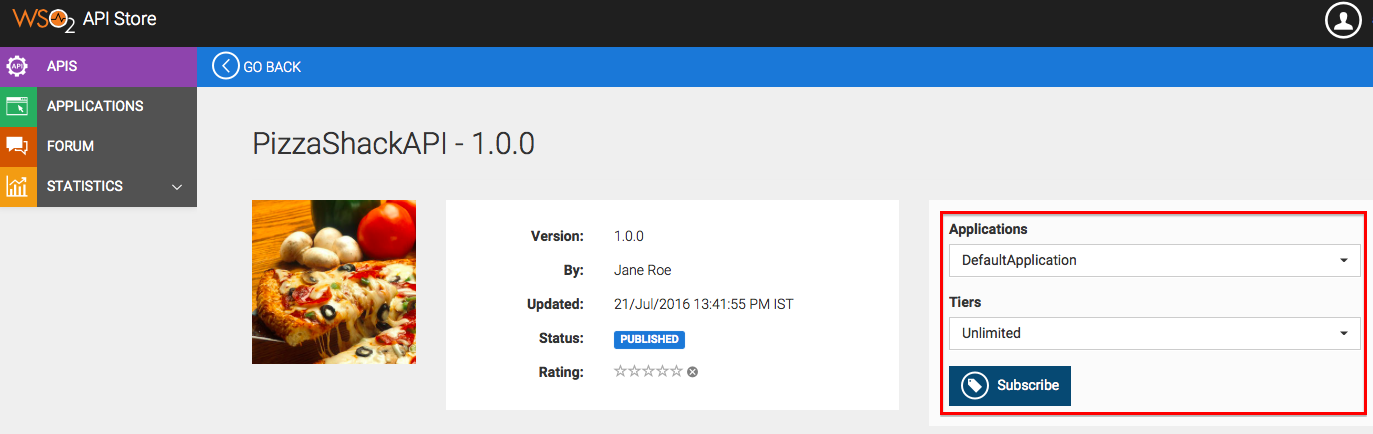 WSO2 API Store
APIS
GO BACK
APPLICATIONS
FORUM
STATISTICS
PizzaShackAPI - 1.0.0
Version: 1.0.0
By: Jane Roe
Updated: 21/Jul/2016 13:41:55 PM IST
Status: PUBLISHED
Rating:
Applications
DefaultApplication
Tiers
Unlimited
Subscribe